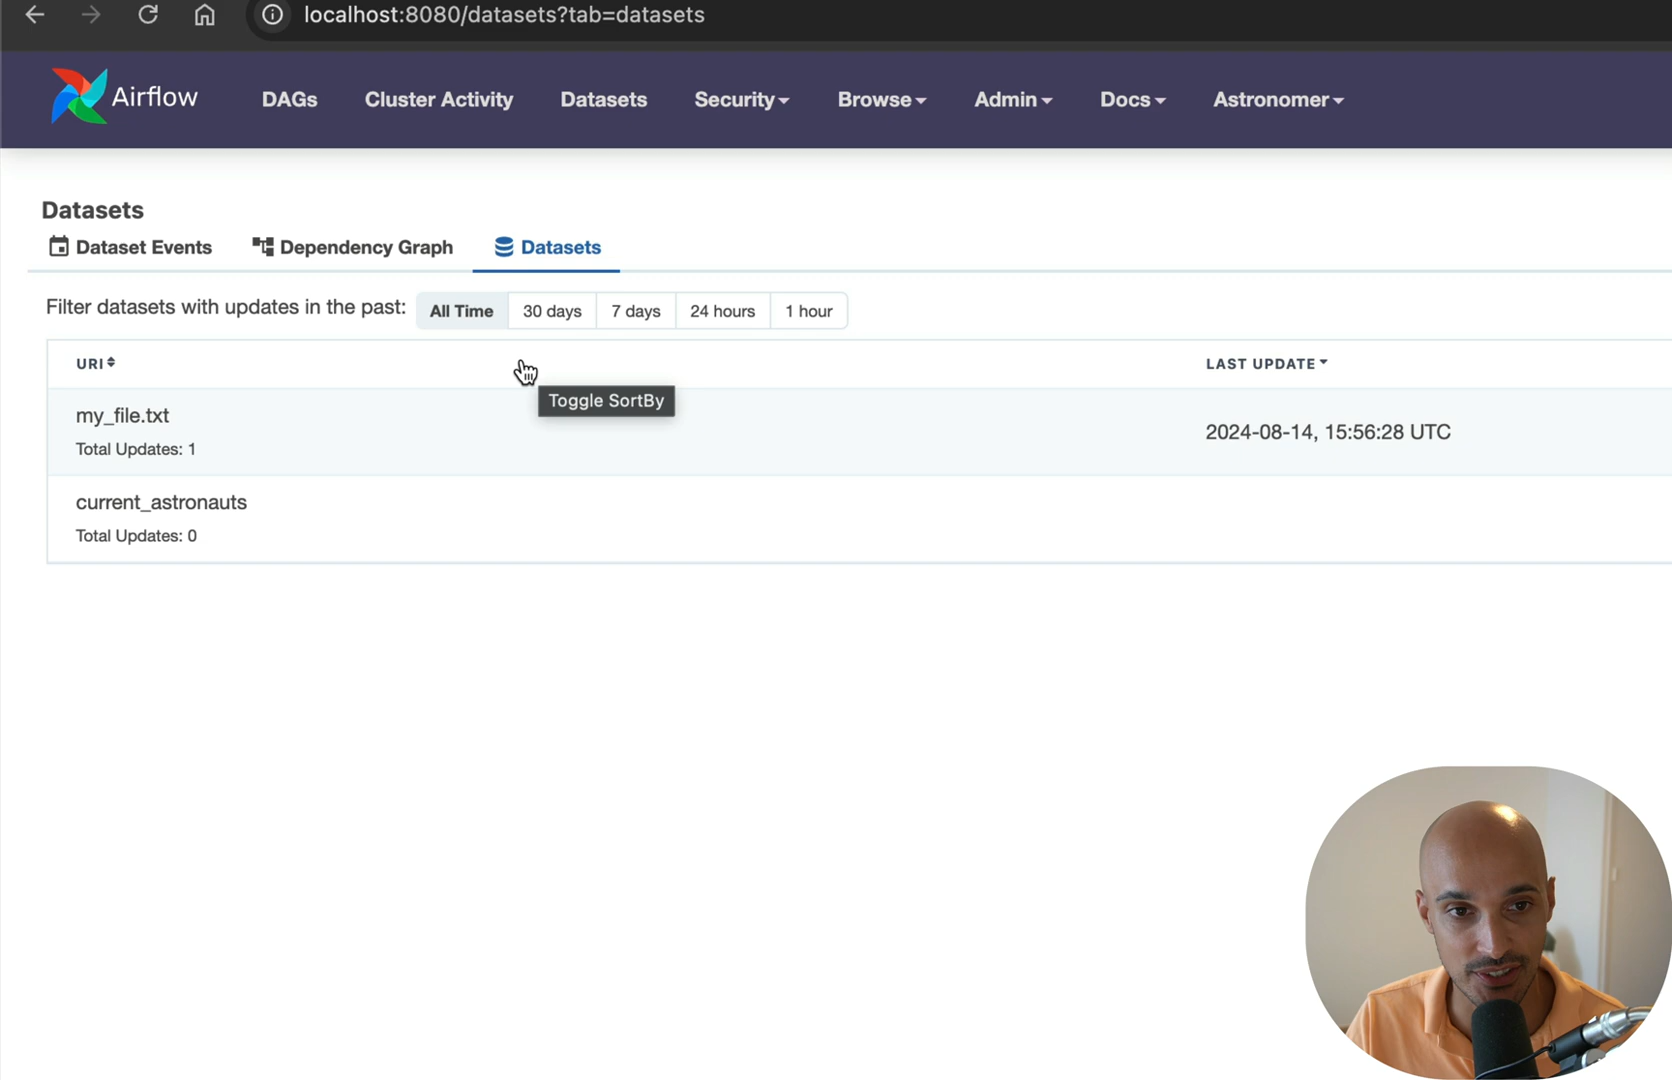 localhost:8080/datasets?tab=datasets
Airflow DAGs Cluster Activity Datasets Security Browse Admin Docs Astronomer
Datasets
Dataset Events Dependency Graph Datasets
Filter datasets with updates in the past: All Time 30 days 7 days 24 hours 1 hour
URI LAST UPDATE
Toggle SortBy
my_file.txt
Total Updates: 1
2024-08-14, 15:56:28 UTC
current_astronauts
Total Updates: 0